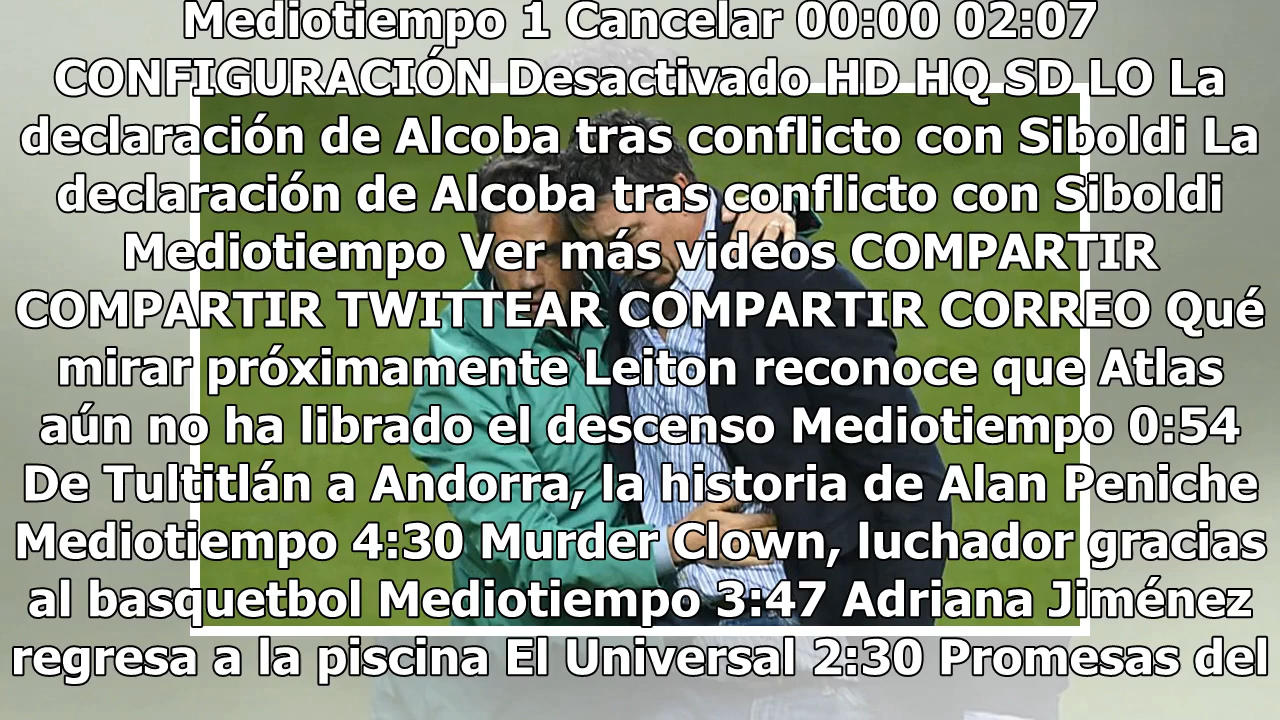 Mediotiempo 1 Cancelar 00:00 02:07
CONFIGURACIÓN Desactivado HD HQ SD LO La
declaración de Alcoba tras conflicto con Siboldi La
declaración de Alcoba tras conflicto con Siboldi
Mediotiempo Ver más videos COMPARTIR
COMPARTIR TWITTEAR COMPARTIR CORREO Qué
mirar próximamente Leiton reconoce que Atlas
aún no ha librado el descenso Mediotiempo 0:54
De Tultitlán a Andorra, la historia de Alan Peniche
Mediotiempo 4:30 Murder Clown, luchador gracias
al basquetbol Mediotiempo 3:47 Adriana Jiménez
regresa a la piscina El Universal 2:30 Promesas del